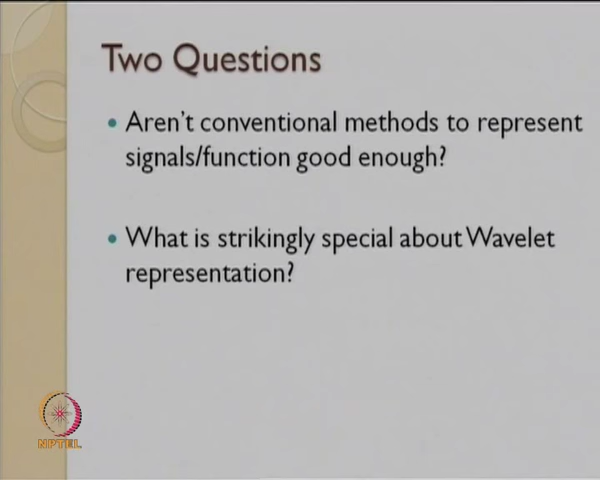 Two Questions
Aren't conventional methods to represent
signals/function good enough?
What is strikingly special about Wavelet
representation?
NPTEL